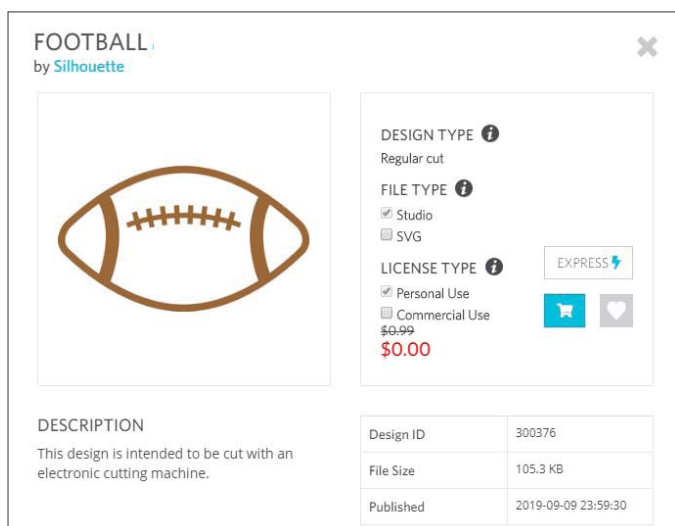 FOOTBALL
by Silhouette
DESIGN TYPE
Regular cut
FILE TYPE
Studio
SVG
LICENSE TYPE
Personal Use
Commercial Use
$0.99
$0.00
EXPRESS
DESCRIPTION
This design is intended to be cut with an
electronic cutting machine.
Design ID 300376
File Size 105.3 KB
Published 2019-09-09 23:59:30